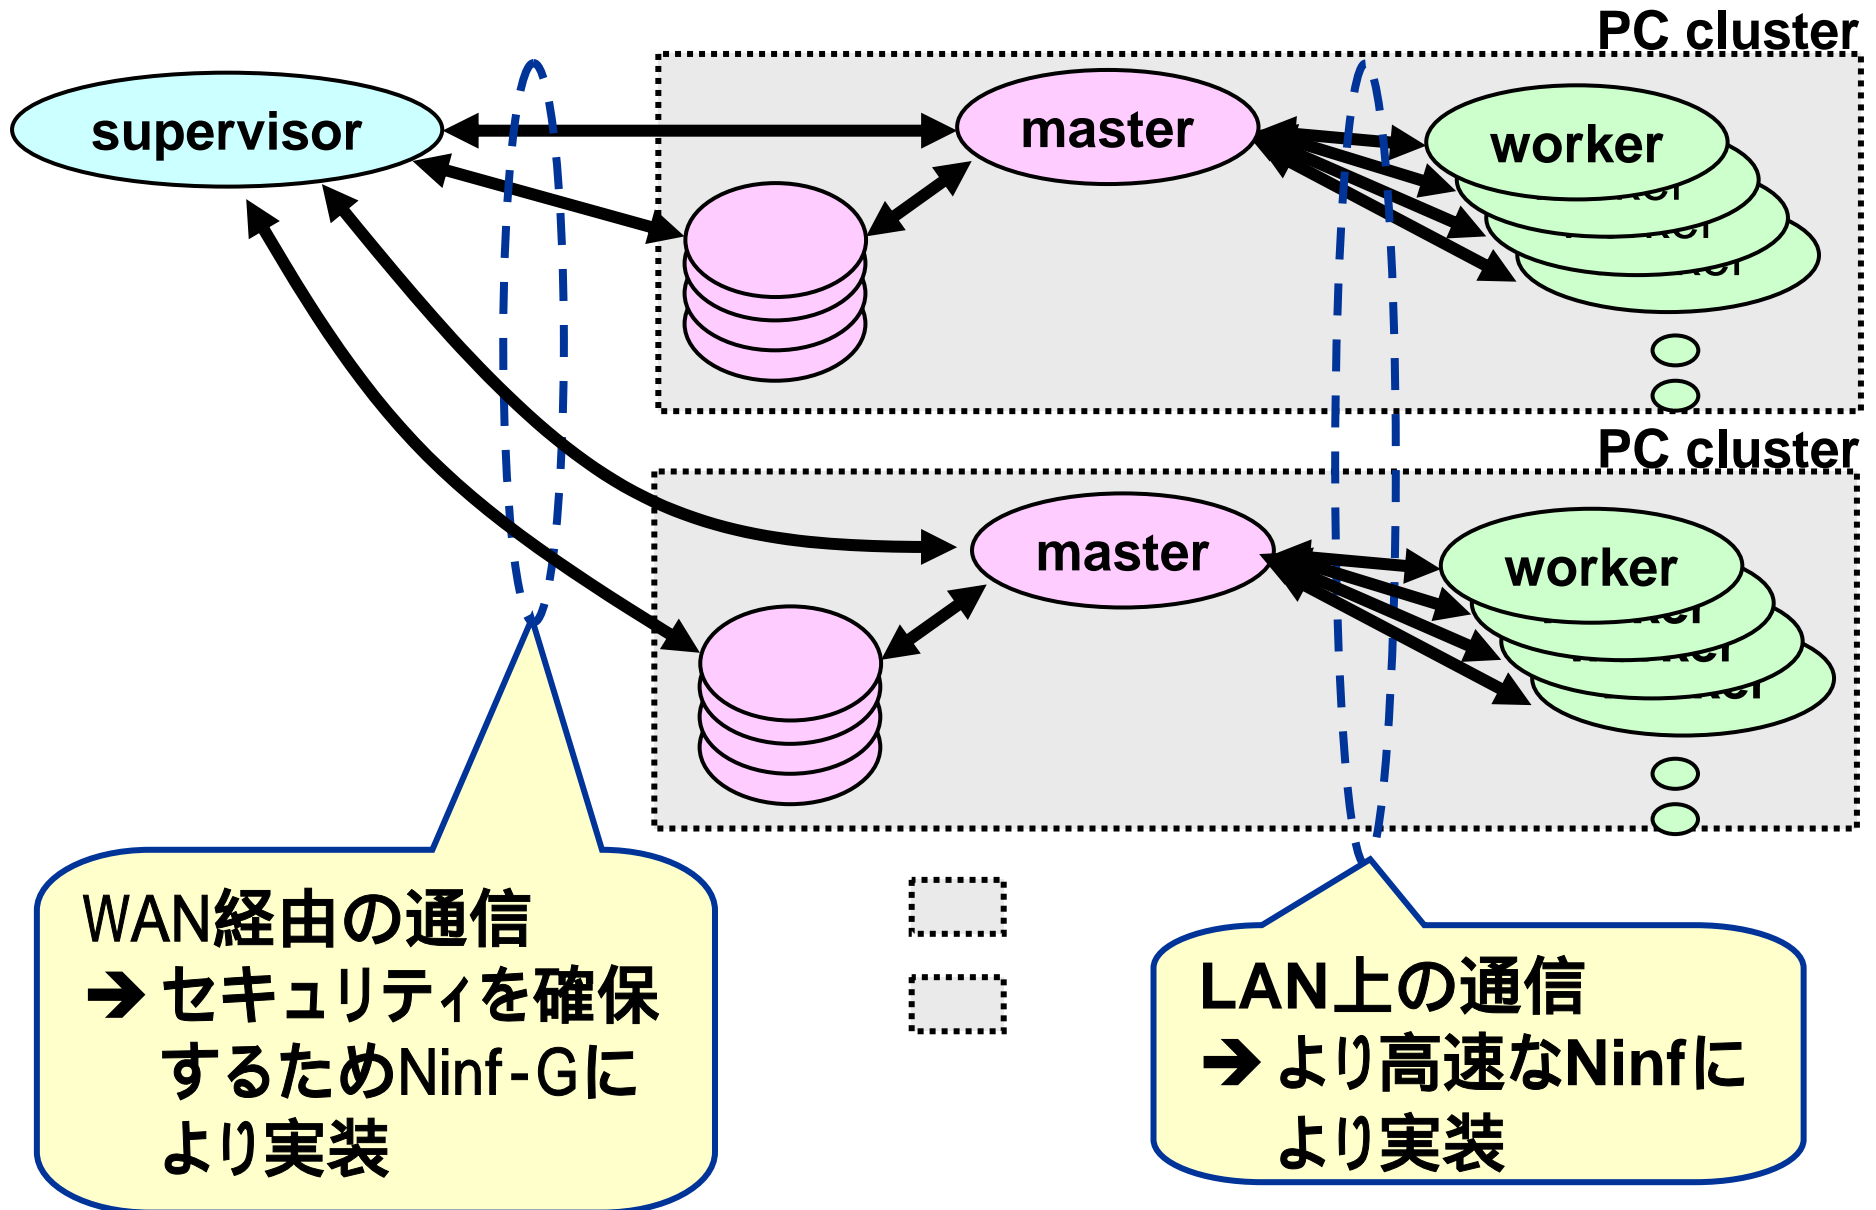 PC cluster
supervisor
master
worker
PC cluster
master
worker
WAN経由の通信
➔ セキュリティを確保
するためNinf-Gに
より実装
LAN上の通信
➔ より高速なNinfに
より実装